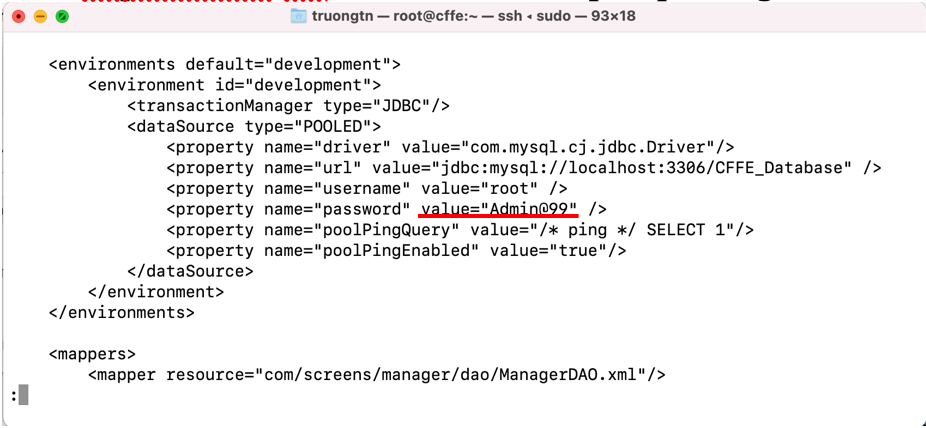 truongtn — root@cffe:~ — ssh ◂ sudo — 93×18
<environments default="development">
<environment id="development">
<transactionManager type="JDBC"/>
<dataSource type="POOLED">
<property name="driver" value="com.mysql.cj.jdbc.Driver"/>
<property name="url" value="jdbc:mysql://localhost:3306/CFFE_Database" />
<property name="username" value="root" />
<property name="password" value="Admin@99" />
<property name="poolPingQuery" value="/* ping */ SELECT 1"/>
<property name="poolPingEnabled" value="true"/>
</dataSource>
</environment>
</environments>
<mappers>
<mapper resource="com/screens/manager/dao/ManagerDAO.xml"/>
: